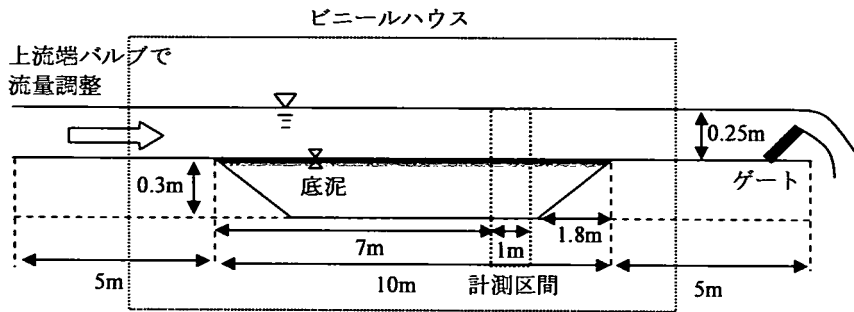 ビニールハウス
上流端バルブで
流量調整
0.25m
底泥
ゲート
0.3m
7m
1m
1.8m
5m
10m
計測区間
5m